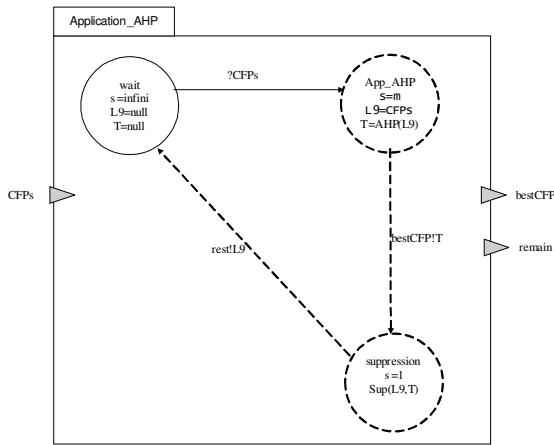 Application_AHP
?CFPs
wait
s=infini
L9=null
T=null
App_AHP
s=m
L9=CFPs
T=AHP(L9)
CFPs
bestCFP
remain
rest!L9
bestCFP!T
suppression
s=1
Sup(L9,T)